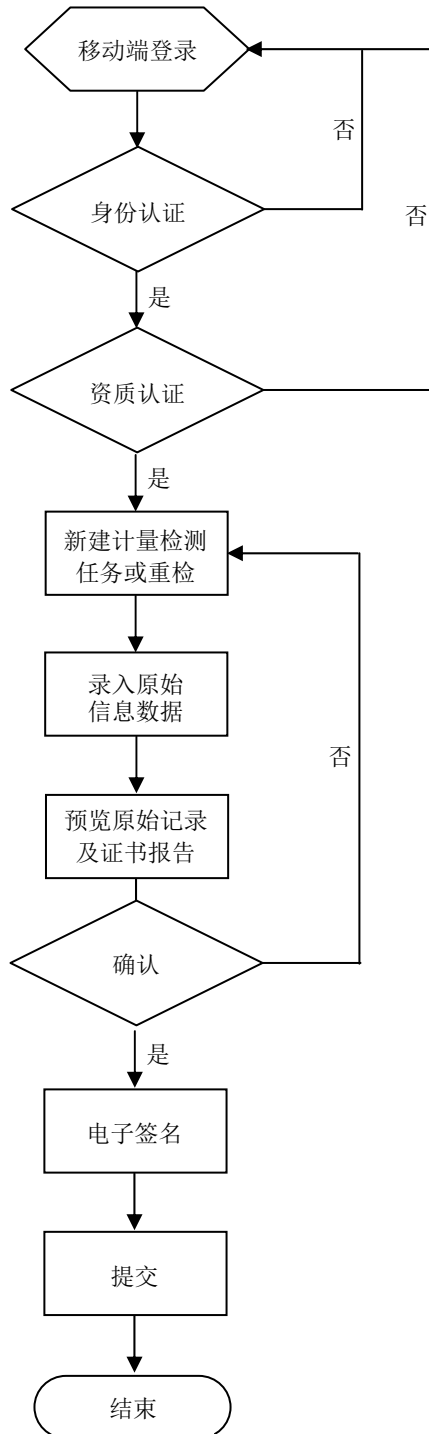 移动端登录
否
身份认证
否
是
资质认证
是
新建计量检测
任务或重检
录入原始
信息数据
否
预览原始记录
及证书报告
确认
是
电子签名
提交
结束